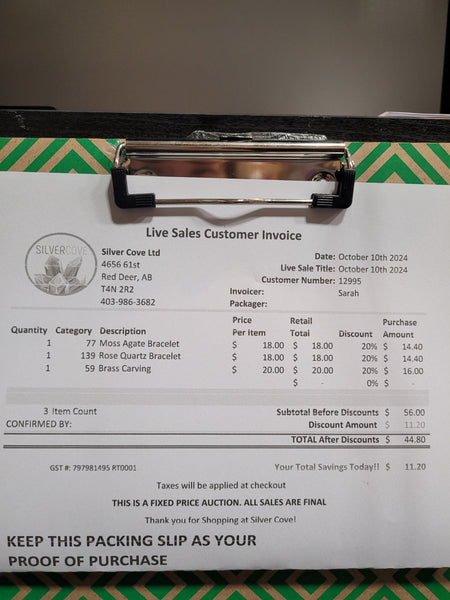 Live Sales Customer Invoice
SILVERCOVE
Silver Cove Ltd
4656 61st
Red Deer, AB
T4N 2R2
403-986-3682
Date: October 10th 2024
Live Sale Title: October 10th 2024
Customer Number: 12995
Invoicer: Sarah
Packager:
Quantity Category Description Price Per Item Retail Total Discount Purchase Amount
1 77 Moss Agate Bracelet $ 18.00 $ 18.00 20% $ 14.40
1 139 Rose Quartz Bracelet $ 18.00 $ 18.00 20% $ 14.40
1 59 Brass Carving $ 20.00 $ 20.00 20% $ 16.00
$ - 0% $ -
3 Item Count Subtotal Before Discounts $ 56.00
CONFIRMED BY: Discount Amount $ 11.20
TOTAL After Discounts $ 44.80
GST #: 797981495 RT0001 Your Total Savings Today!! $ 11.20
Taxes will be applied at checkout
THIS IS A FIXED PRICE AUCTION. ALL SALES ARE FINAL
Thank you for Shopping at Silver Cove!
KEEP THIS PACKING SLIP AS YOUR
PROOF OF PURCHASE